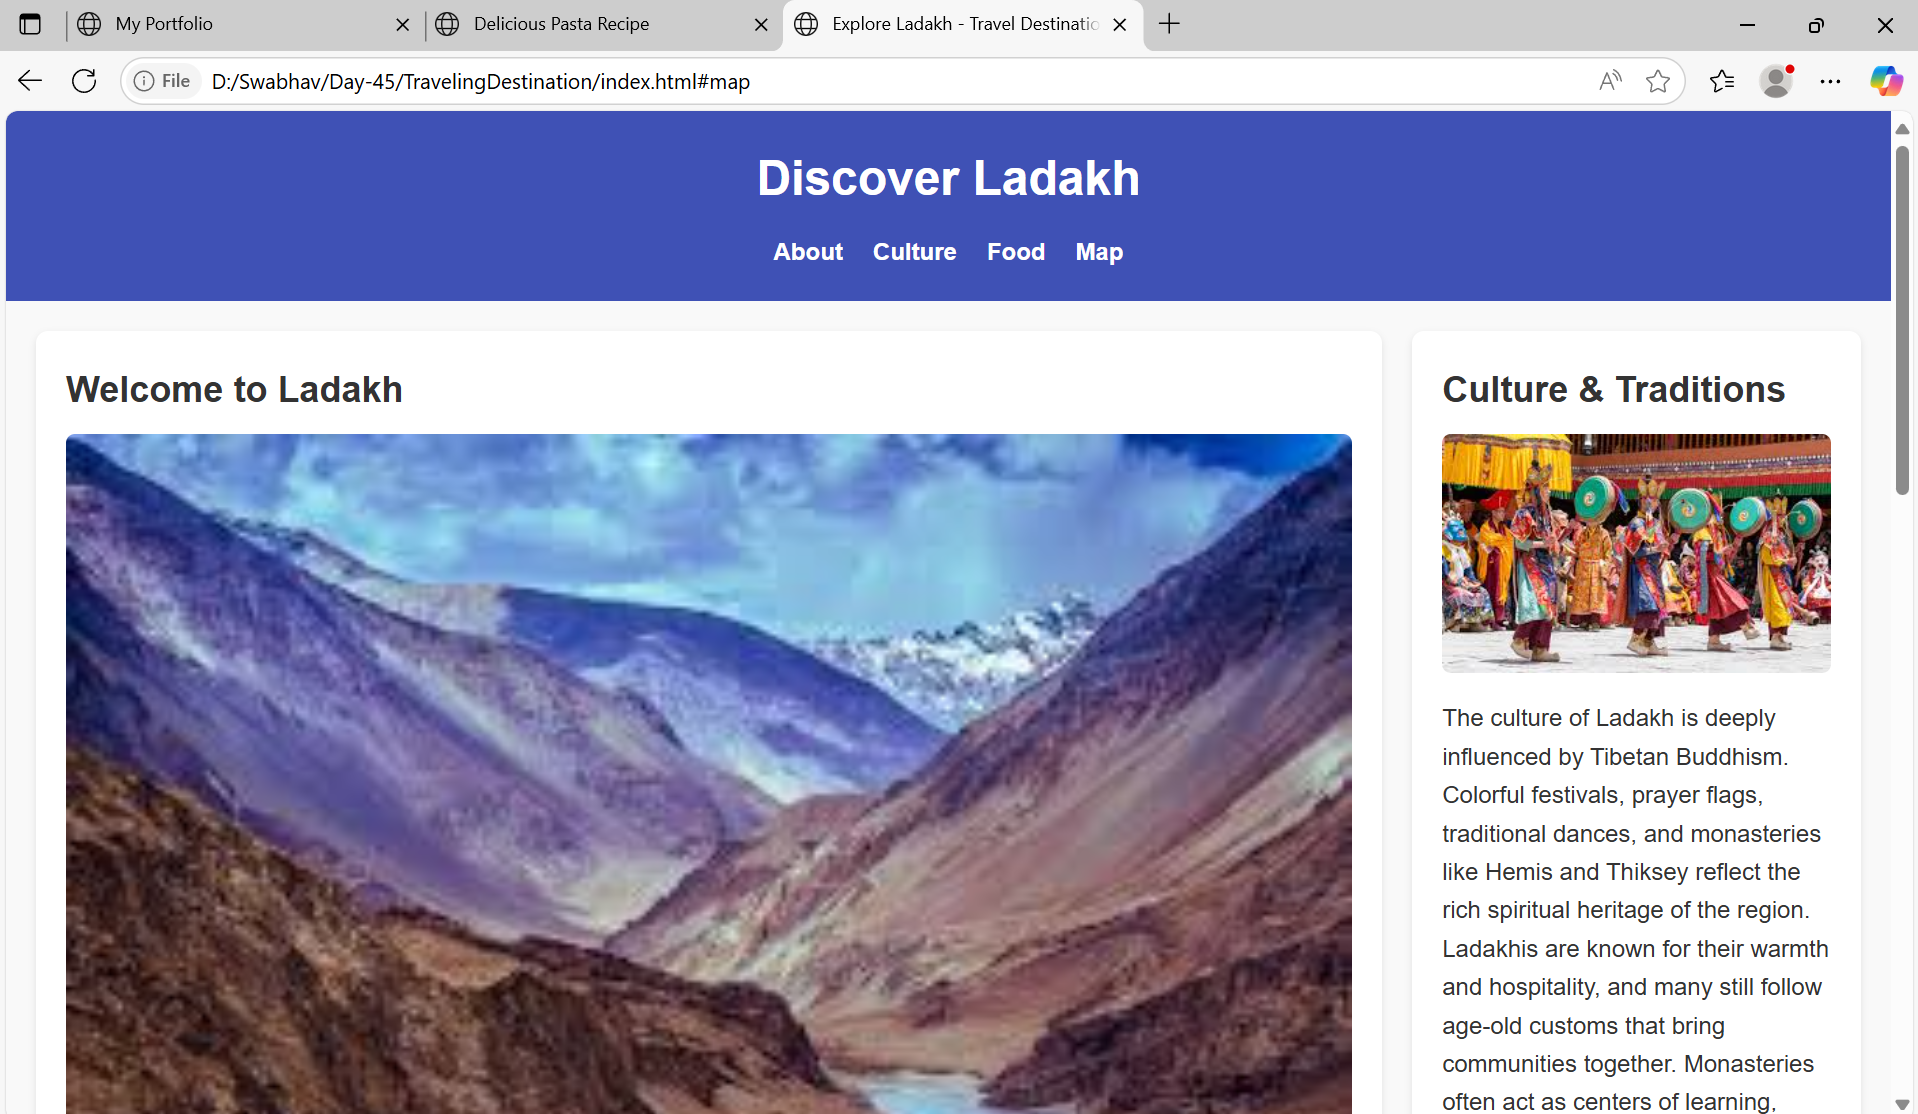 My Portfolio
Delicious Pasta Recipe
Explore Ladakh - Travel Destinatio
File
D:/Swabhav/Day-45/TravelingDestination/index.html#map
Discover Ladakh
About Culture Food Map
Welcome to Ladakh
Culture & Traditions
The culture of Ladakh is deeply
influenced by Tibetan Buddhism.
Colorful festivals, prayer flags,
traditional dances, and monasteries
like Hemis and Thiksey reflect the
rich spiritual heritage of the region.
Ladakhis are known for their warmth
and hospitality, and many still follow
age-old customs that bring
communities together. Monasteries
often act as centers of learning,